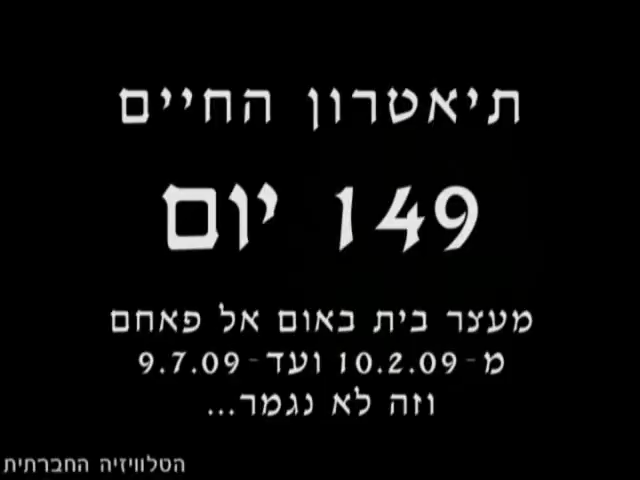 תיאטרון החיים
149 יום
מעצר בית באום אל פאחם
מ-10.2.09 ועד-9.7.09
וזה לא נגמר...
הטלוויזיה החברתית